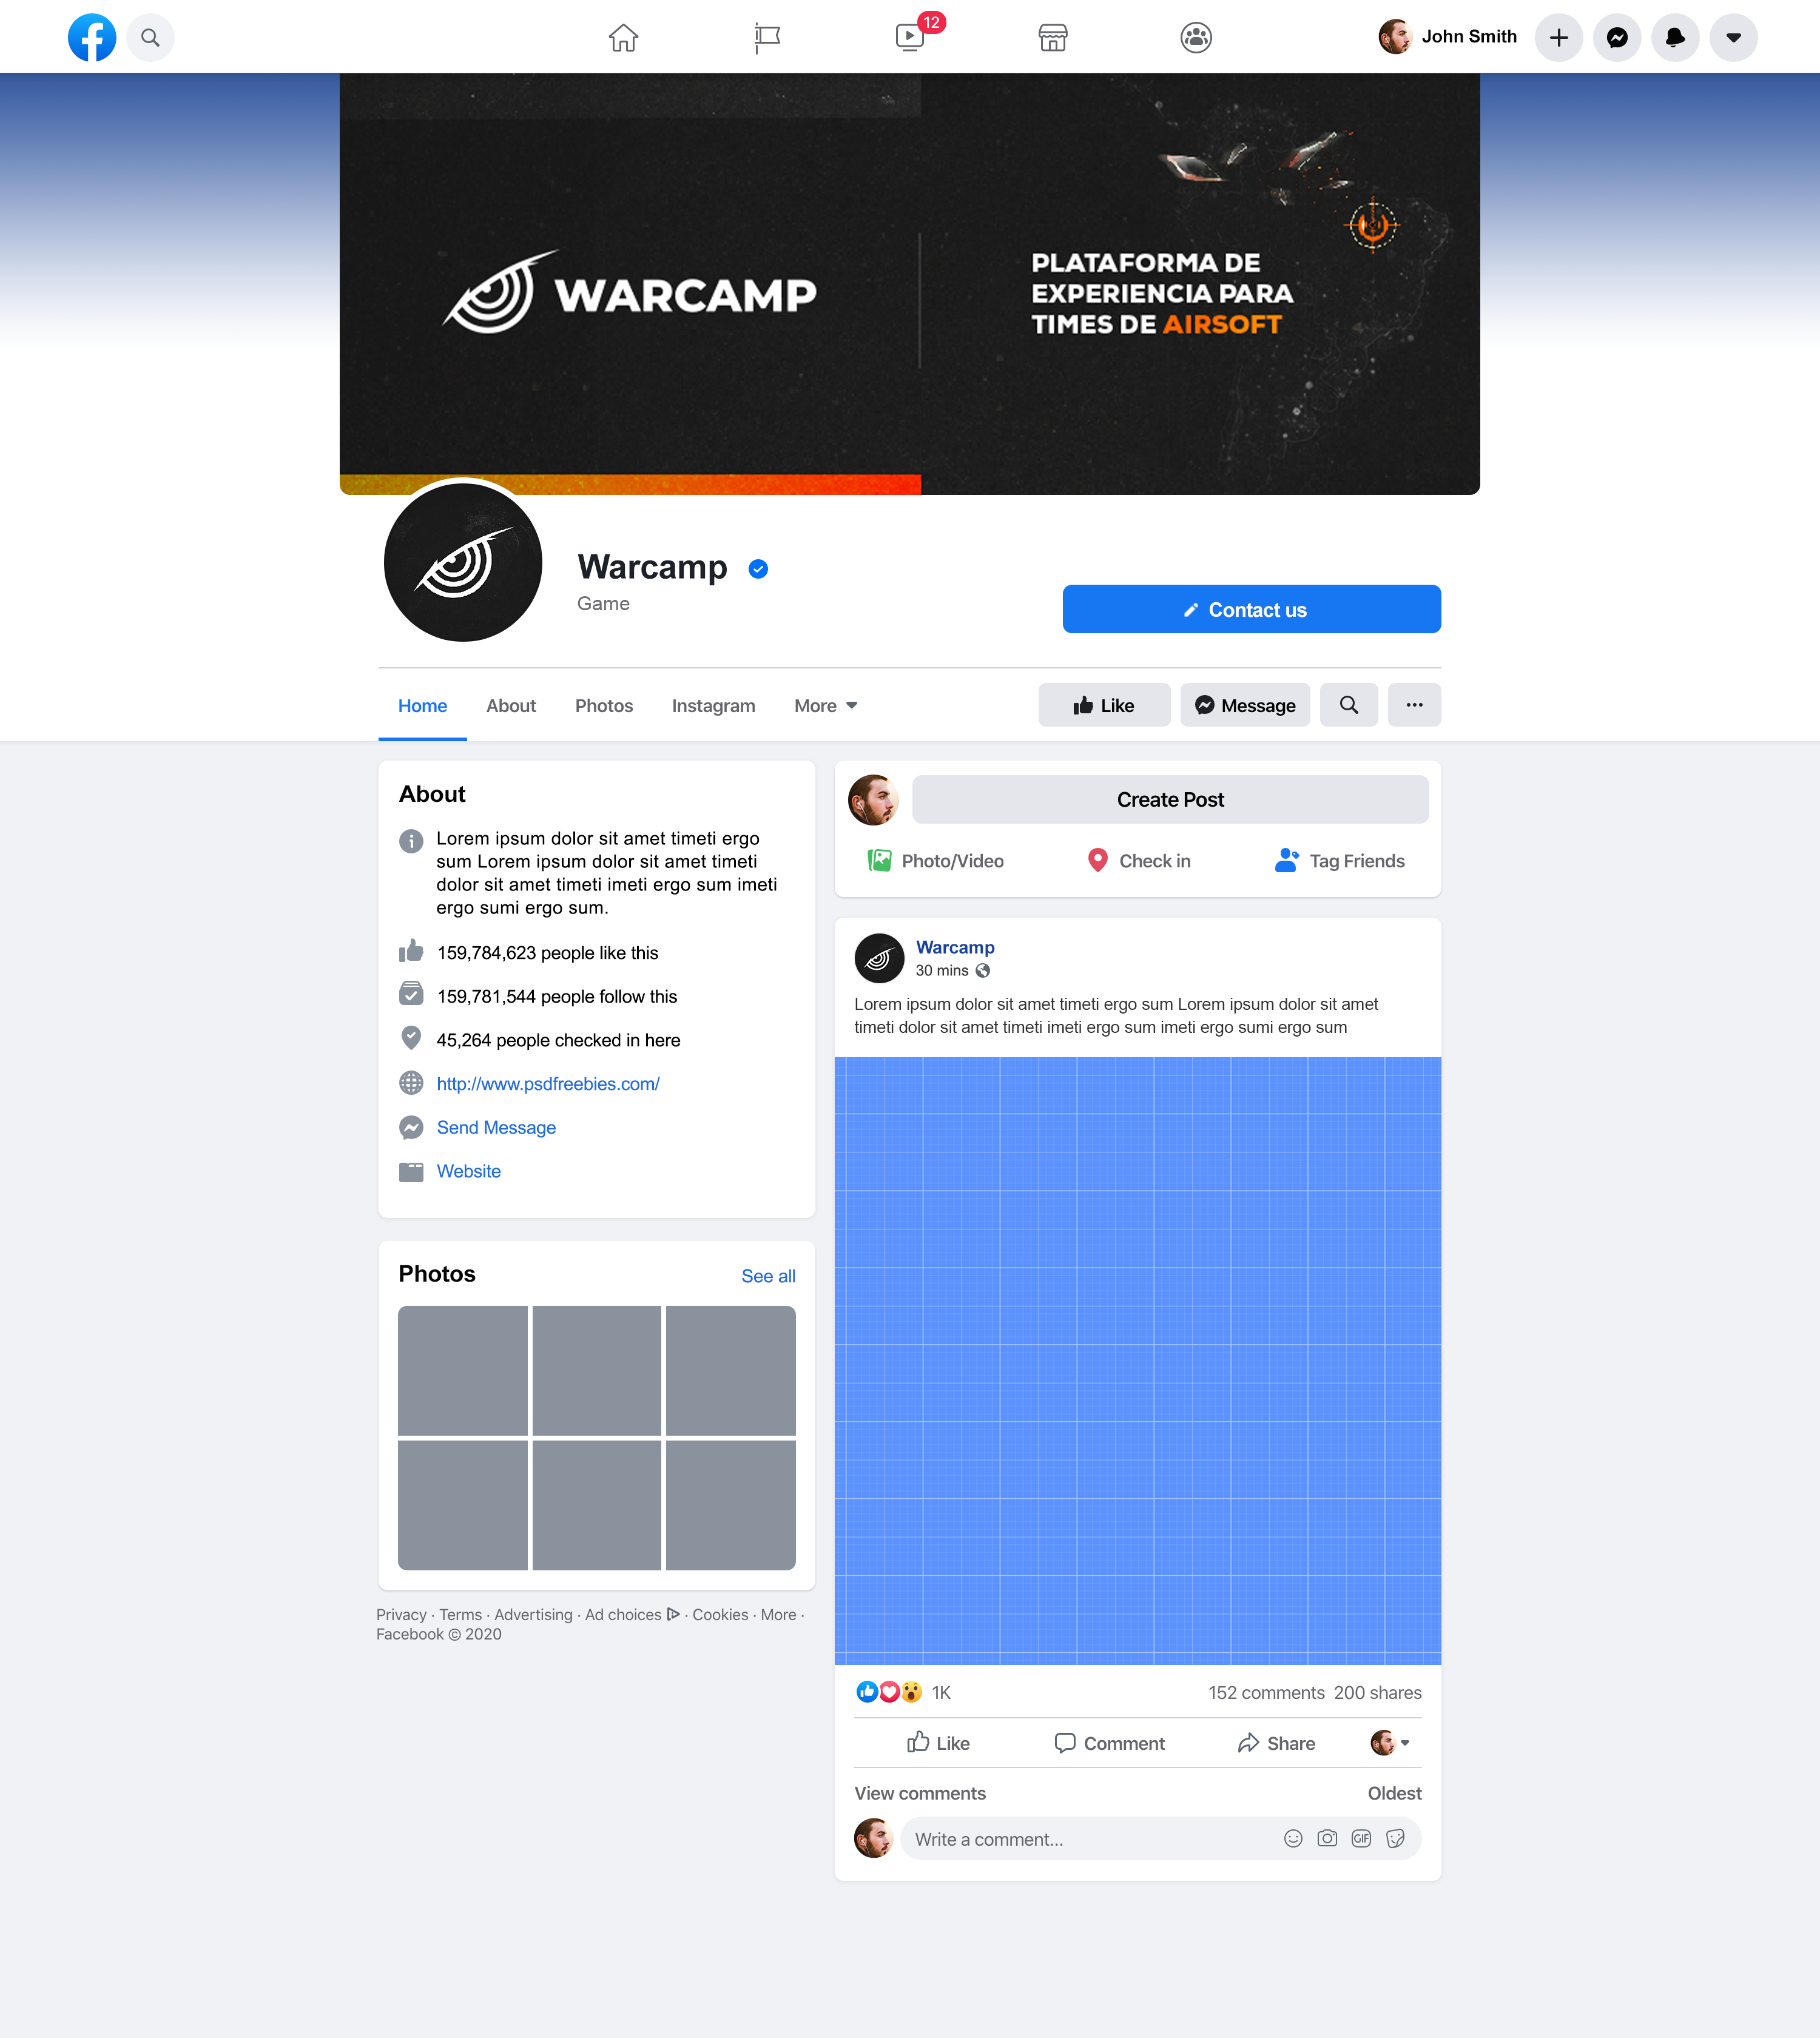 12
John Smith
WARCAMP
PLATAFORMA DE
EXPERIENCIA PARA
TIMES DE AIRSOFT
Warcamp
Game
Contact us
Home
About
Photos
Instagram
More
Like
Message
About
Lorem ipsum dolor sit amet timeti ergo
sum Lorem ipsum dolor sit amet timeti
dolor sit amet timeti imeti ergo sum imeti
ergo sumi ergo sum.
159,784,623 people like this
159,781,544 people follow this
45,264 people checked in here
http://www.psdfreebies.com/
Send Message
Website
Photos
See all
Privacy · Terms · Advertising · Ad choices · Cookies · More ·
Facebook © 2020
Create Post
Photo/Video
Check in
Tag Friends
Warcamp
30 mins
Lorem ipsum dolor sit amet timeti ergo sum Lorem ipsum dolor sit amet
timeti dolor sit amet timeti imeti ergo sum imeti ergo sumi ergo sum
1K
152 comments 200 shares
Like
Comment
Share
View comments
Oldest
Write a comment...
GIF